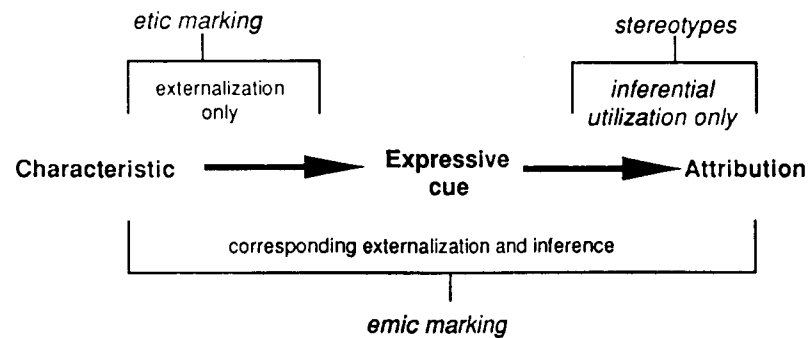 etic marking
stereotypes
externalization
only
inferential
utilization only
Characteristic
Expressive
cue
Attribution
corresponding externalization and inference
emic marking